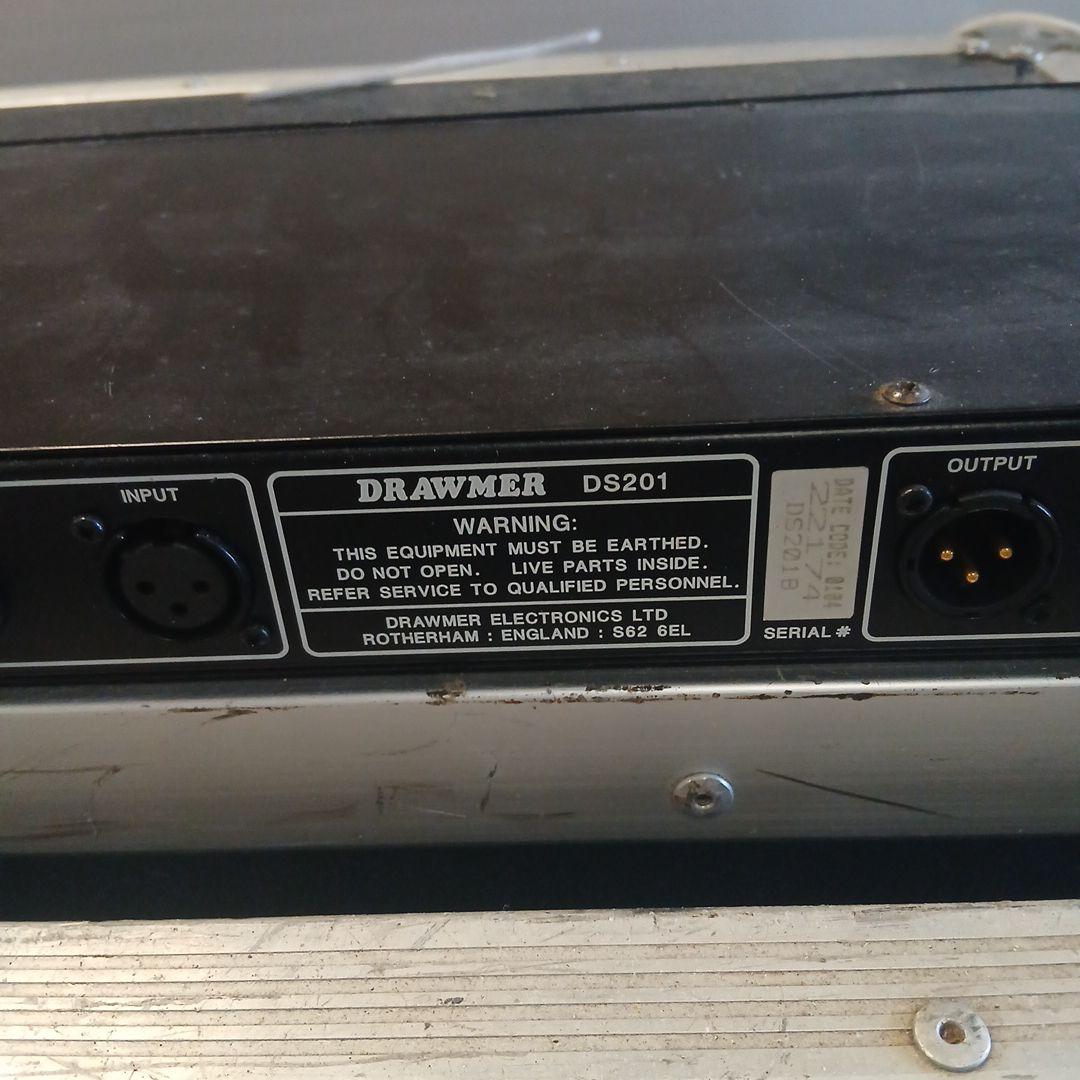 INPUT
DRAWMER DS201
WARNING:
THIS EQUIPMENT MUST BE EARTHED.
DO NOT OPEN. LIVE PARTS INSIDE.
REFER SERVICE TO QUALIFIED PERSONNEL.
DRAWMER ELECTRONICS LTD
ROTHERHAM : ENGLAND : S62 6EL
DATE CODE: 0104
22174
DS201B
SERIAL #
OUTPUT